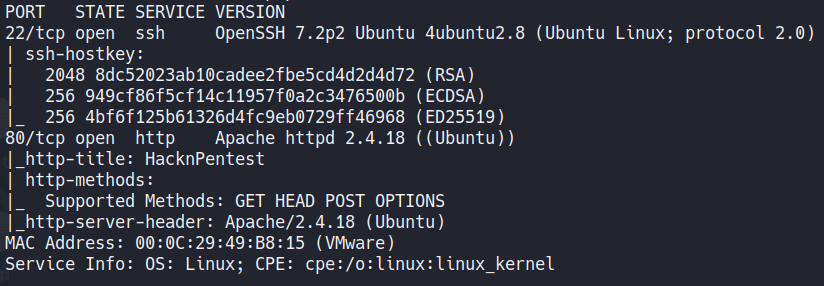 PORT   STATE SERVICE VERSION
22/tcp open  ssh     OpenSSH 7.2p2 Ubuntu 4ubuntu2.8 (Ubuntu Linux; protocol 2.0)
| ssh-hostkey:
|   2048 8dc52023ab10cadee2fbe5cd4d2d4d72 (RSA)
|   256 949cf86f5cf14c11957f0a2c3476500b (ECDSA)
|_  256 4bf6f125b61326d4fc9eb0729ff46968 (ED25519)
80/tcp open  http    Apache httpd 2.4.18 ((Ubuntu))
|_http-title: HacknPentest
| http-methods:
|_  Supported Methods: GET HEAD POST OPTIONS
|_http-server-header: Apache/2.4.18 (Ubuntu)
MAC Address: 00:0C:29:49:B8:15 (VMware)
Service Info: OS: Linux; CPE: cpe:/o:linux:linux_kernel